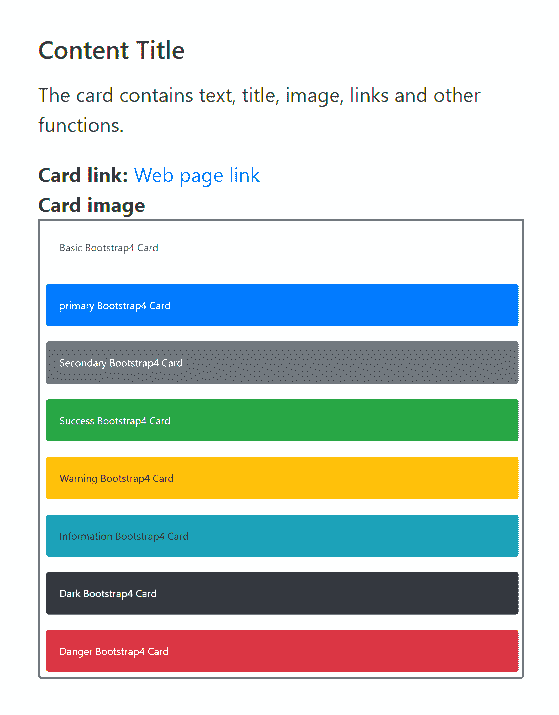 Content Title
The card contains text, title, image, links and other
functions.
Card link: Web page link
Card image
Basic Bootstrap4 Card
primary Bootstrap4 Card
Secondary Bootstrap4 Card
Success Bootstrap4 Card
Warning Bootstrap4 Card
Information Bootstrap4 Card
Dark Bootstrap4 Card
Danger Bootstrap4 Card